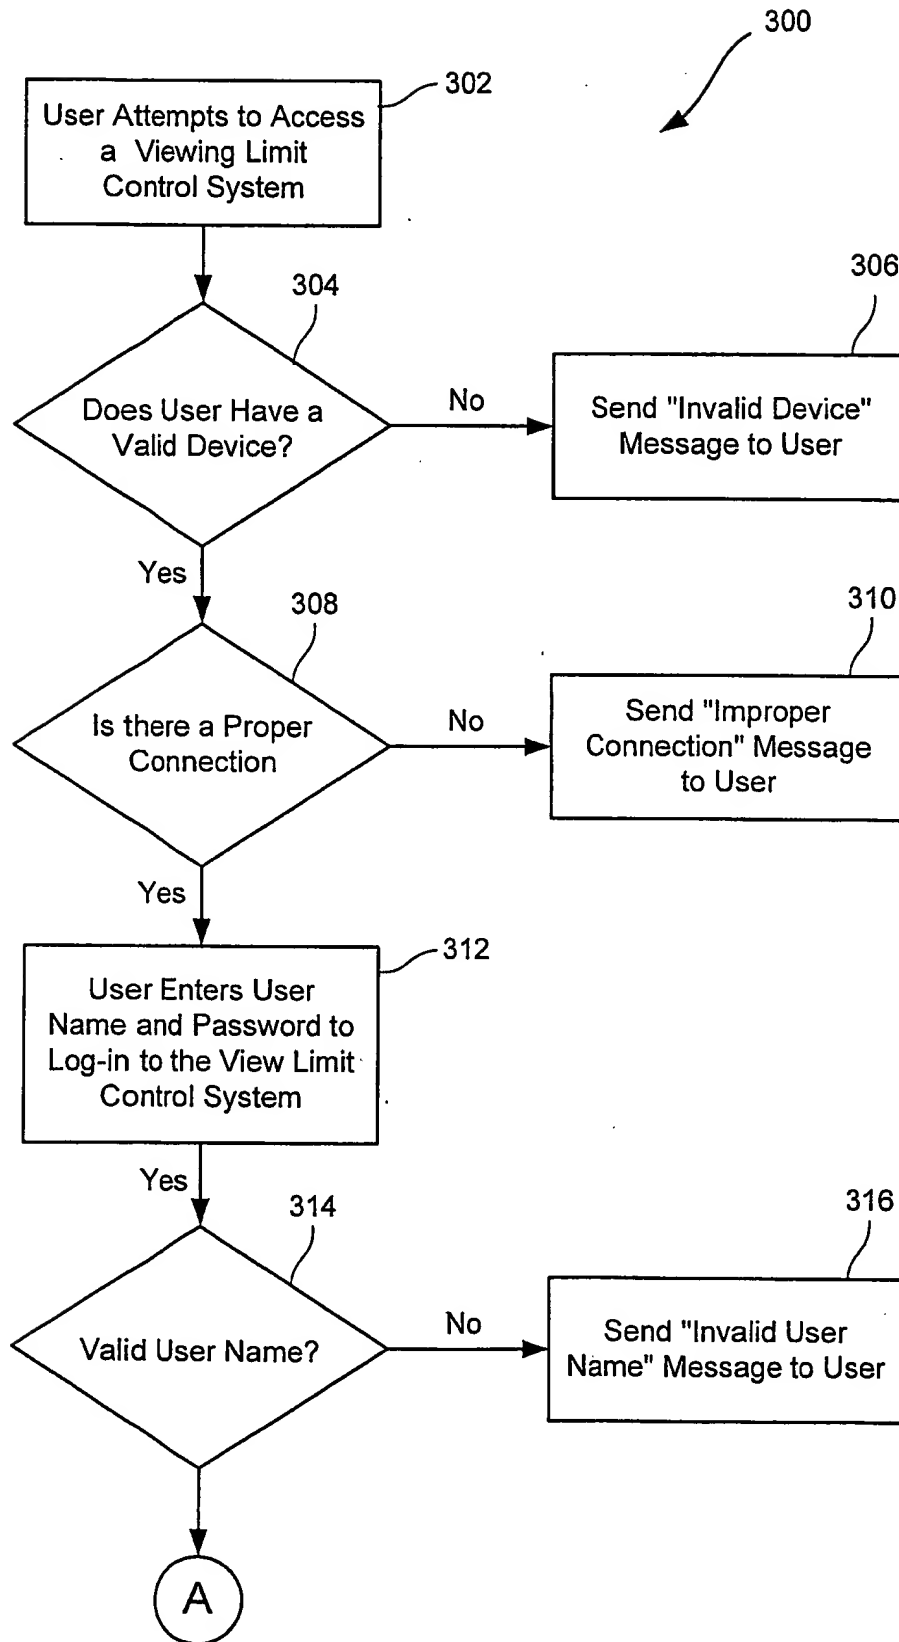 300
302
User Attempts to Access
a Viewing Limit
Control System
304
306
Does User Have a
Valid Device?
No
Send "Invalid Device"
Message to User
Yes
308
310
Is there a Proper
Connection
No
Send "Improper
Connection" Message
to User
Yes
312
User Enters User
Name and Password to
Log-in to the View Limit
Control System
Yes
314
316
Valid User Name?
No
Send "Invalid User
Name" Message to User
A